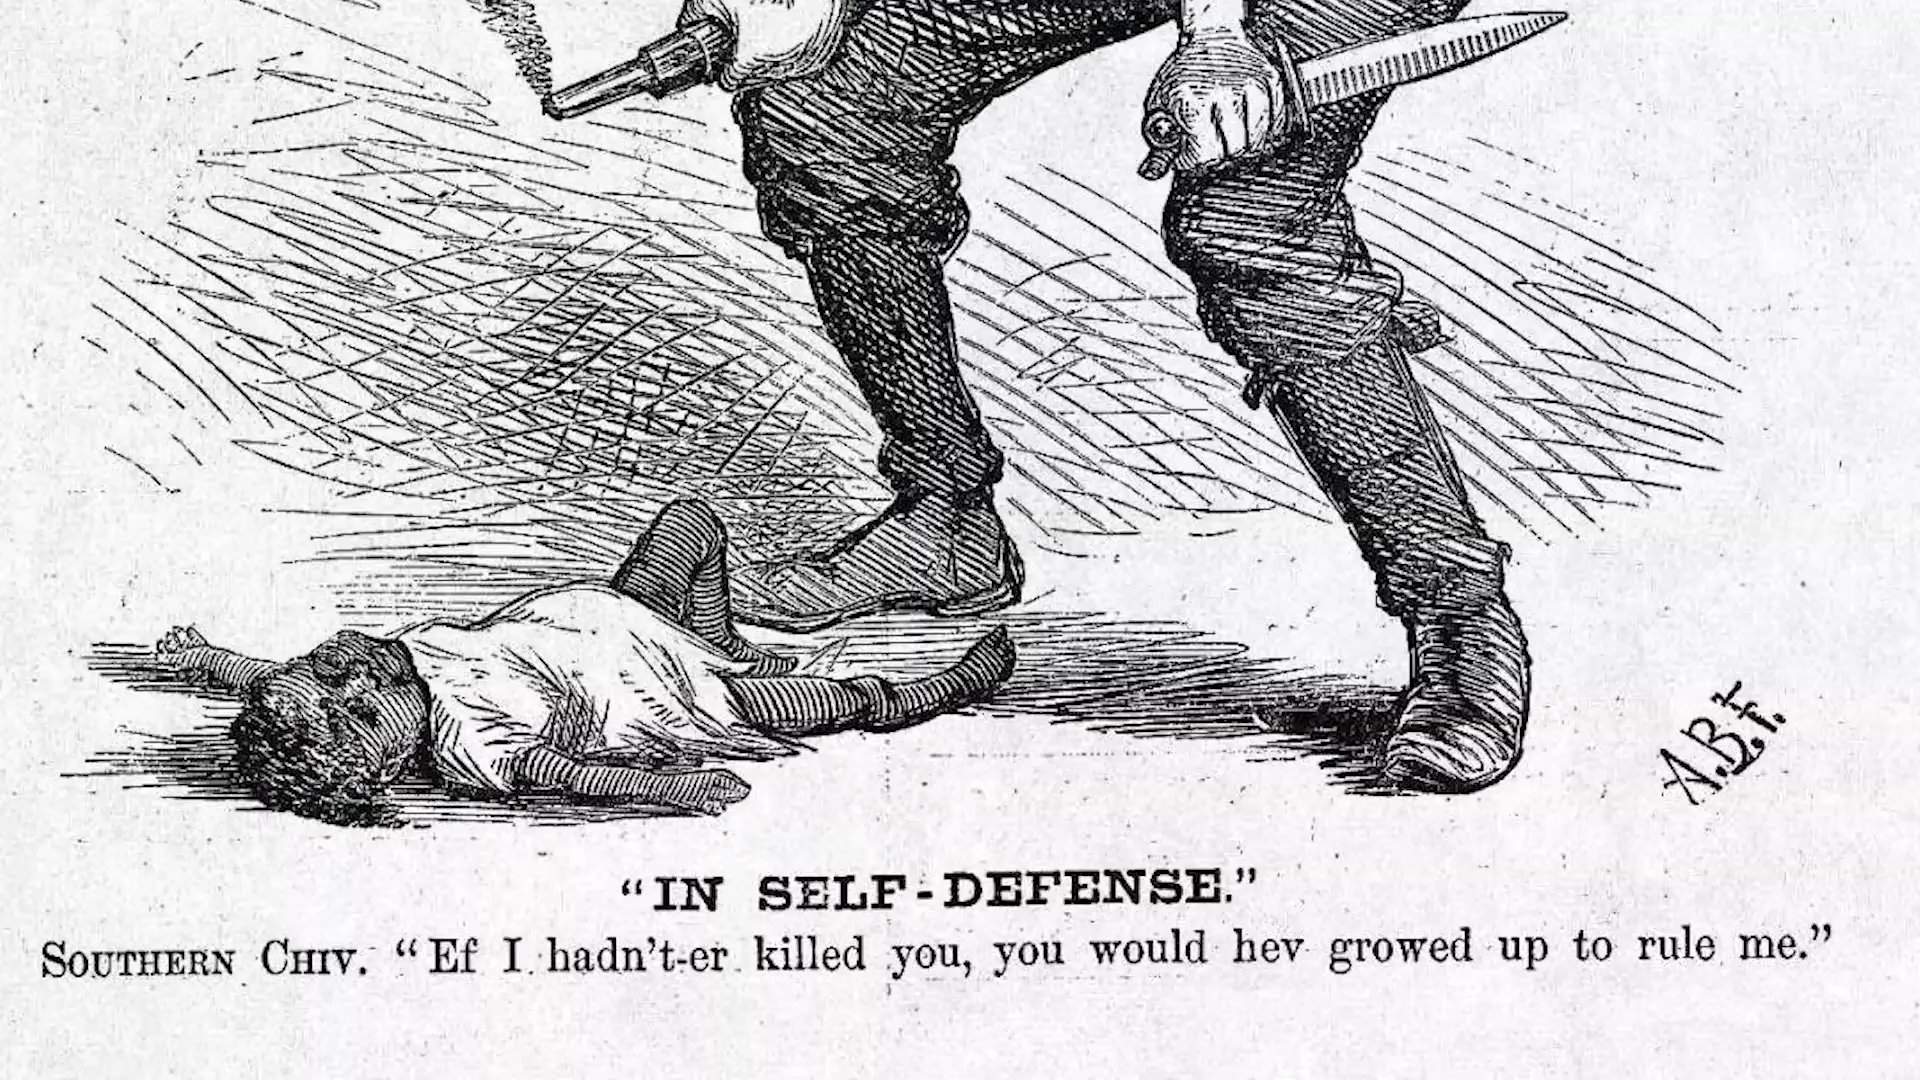 A.B.F.
“IN SELF-DEFENSE.”
SOUTHERN CHIV. “Ef I hadn’t-er killed you, you would hev growed up to rule me.”